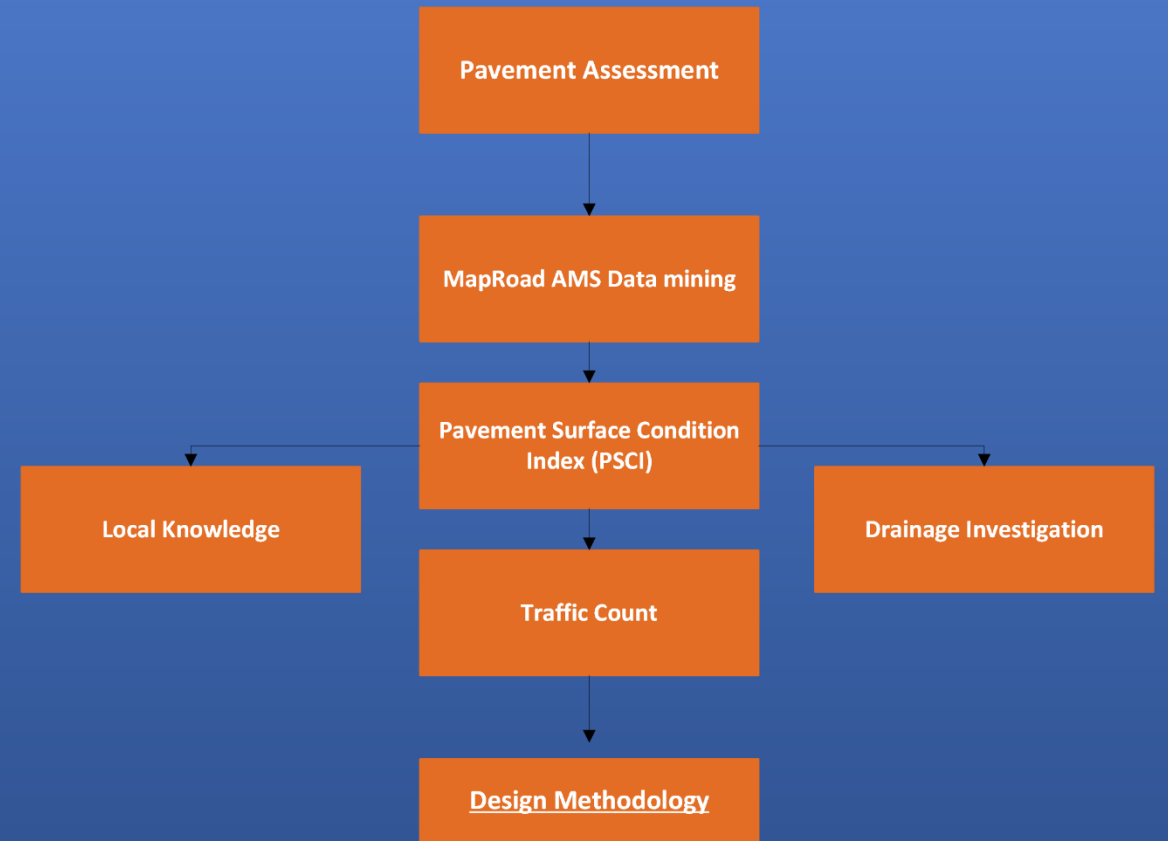 Pavement Assessment
MapRoad AMS Data mining
Pavement Surface Condition
Index (PSCI)
Local Knowledge
Drainage Investigation
Traffic Count
Design Methodology